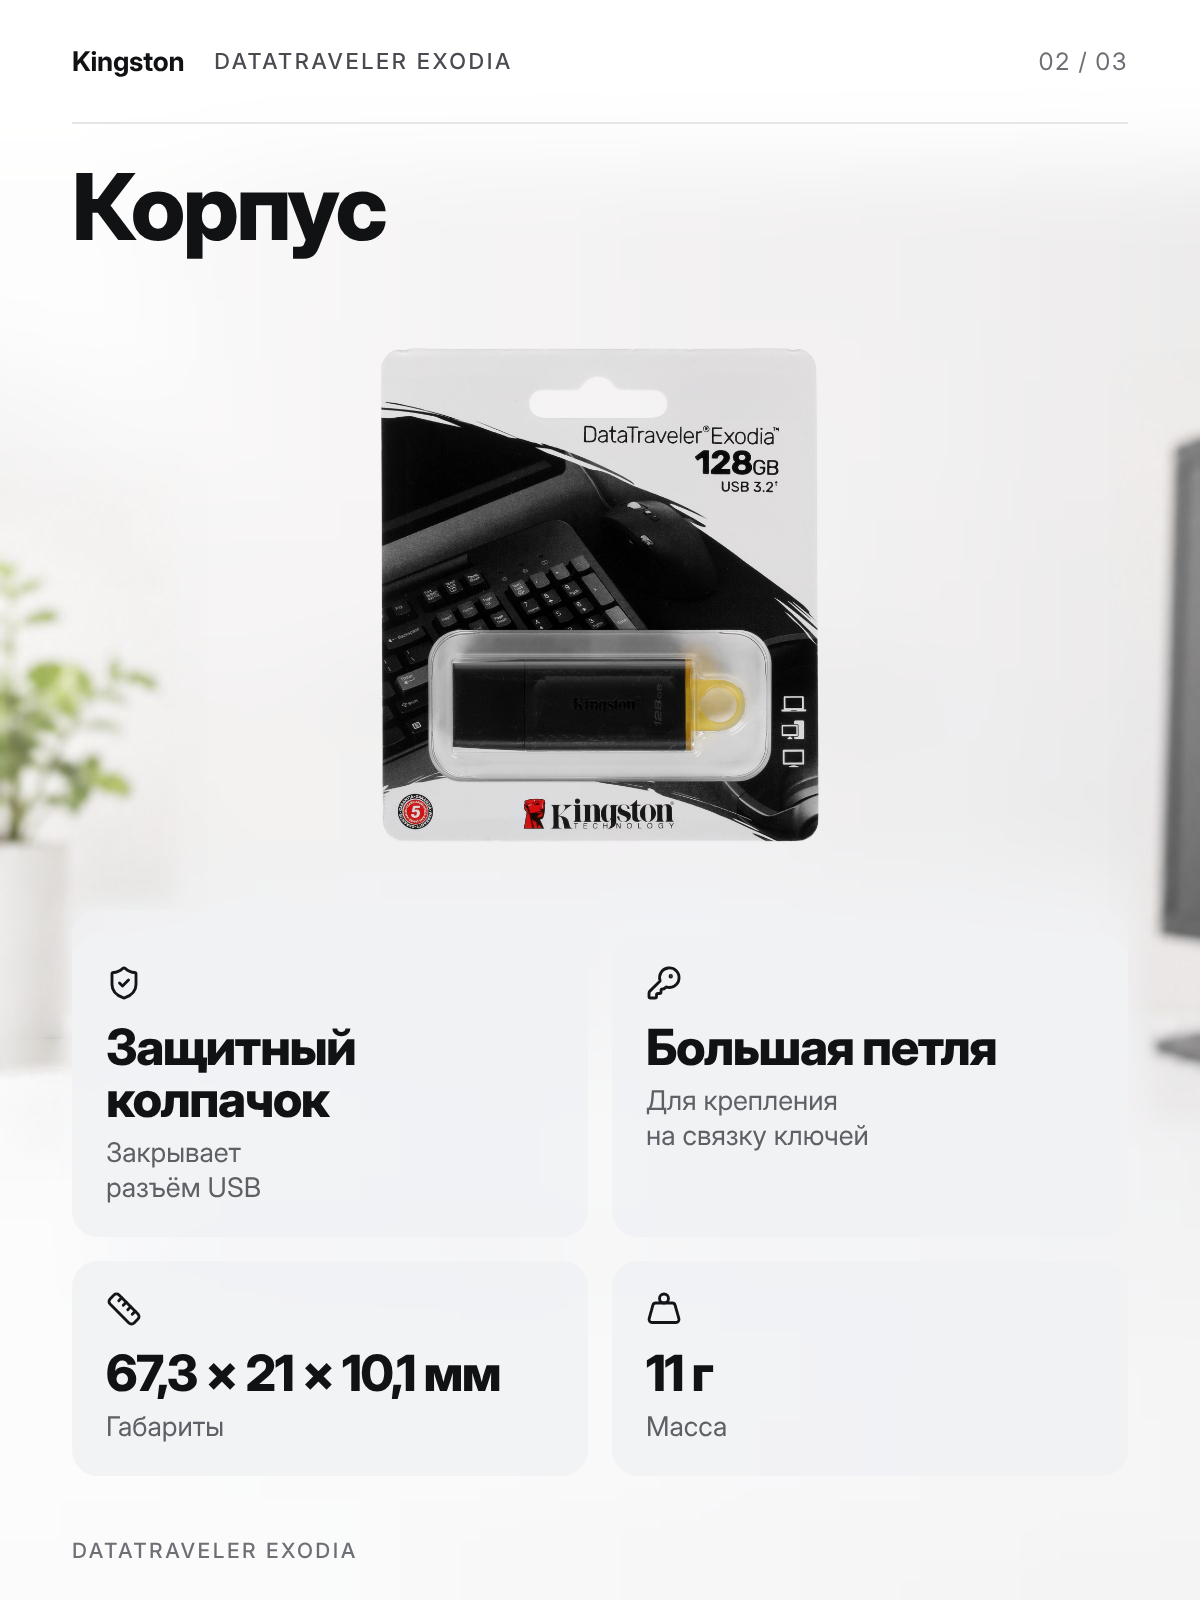 Kingston DATATRAVELER EXODIA 02 / 03
Корпус
DataTraveler®Exodia™
128GB
USB 3.2†
Kingston 128GB
5
Kingston®
TECHNOLOGY
Защитный
колпачок
Закрывает
разъём USB
Большая петля
Для крепления
на связку ключей
67,3 × 21 × 10,1 мм
Габариты
11 г
Масса
DATATRAVELER EXODIA